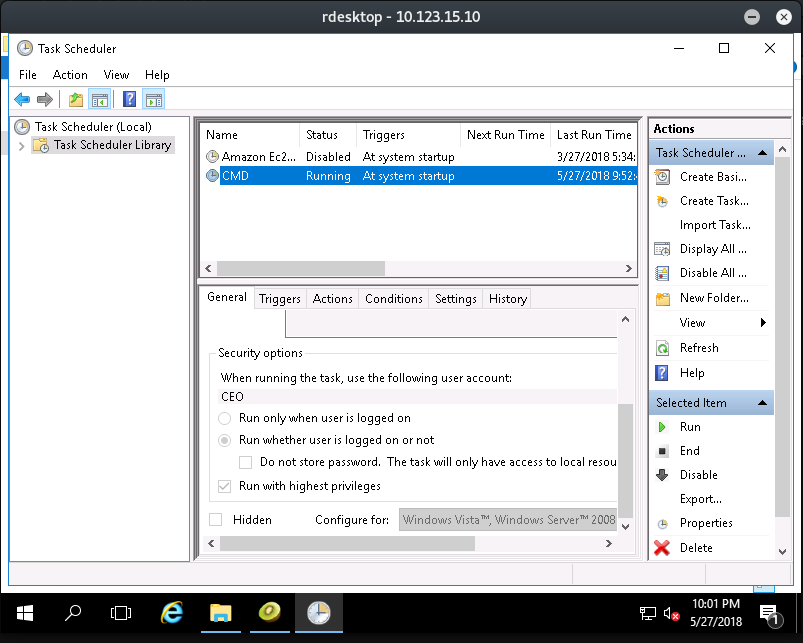 rdesktop - 10.123.15.10
Task Scheduler
File Action View Help
Task Scheduler (Local)
Task Scheduler Library
Name Status Triggers Next Run Time Last Run Time
Amazon Ec2... Disabled At system startup 3/27/2018 5:34:
CMD Running At system startup 5/27/2018 9:52:
General Triggers Actions Conditions Settings History
Security options
When running the task, use the following user account:
CEO
Run only when user is logged on
Run whether user is logged on or not
Do not store password. The task will only have access to local resou
Run with highest privileges
Hidden Configure for: Windows Vista™, Windows Server™ 2008
Actions
Task Scheduler ...
Create Basi...
Create Task...
Import Task...
Display All ...
Disable All ...
New Folder...
View
Refresh
Help
Selected Item
Run
End
Disable
Export...
Properties
Delete
10:01 PM
5/27/2018
1